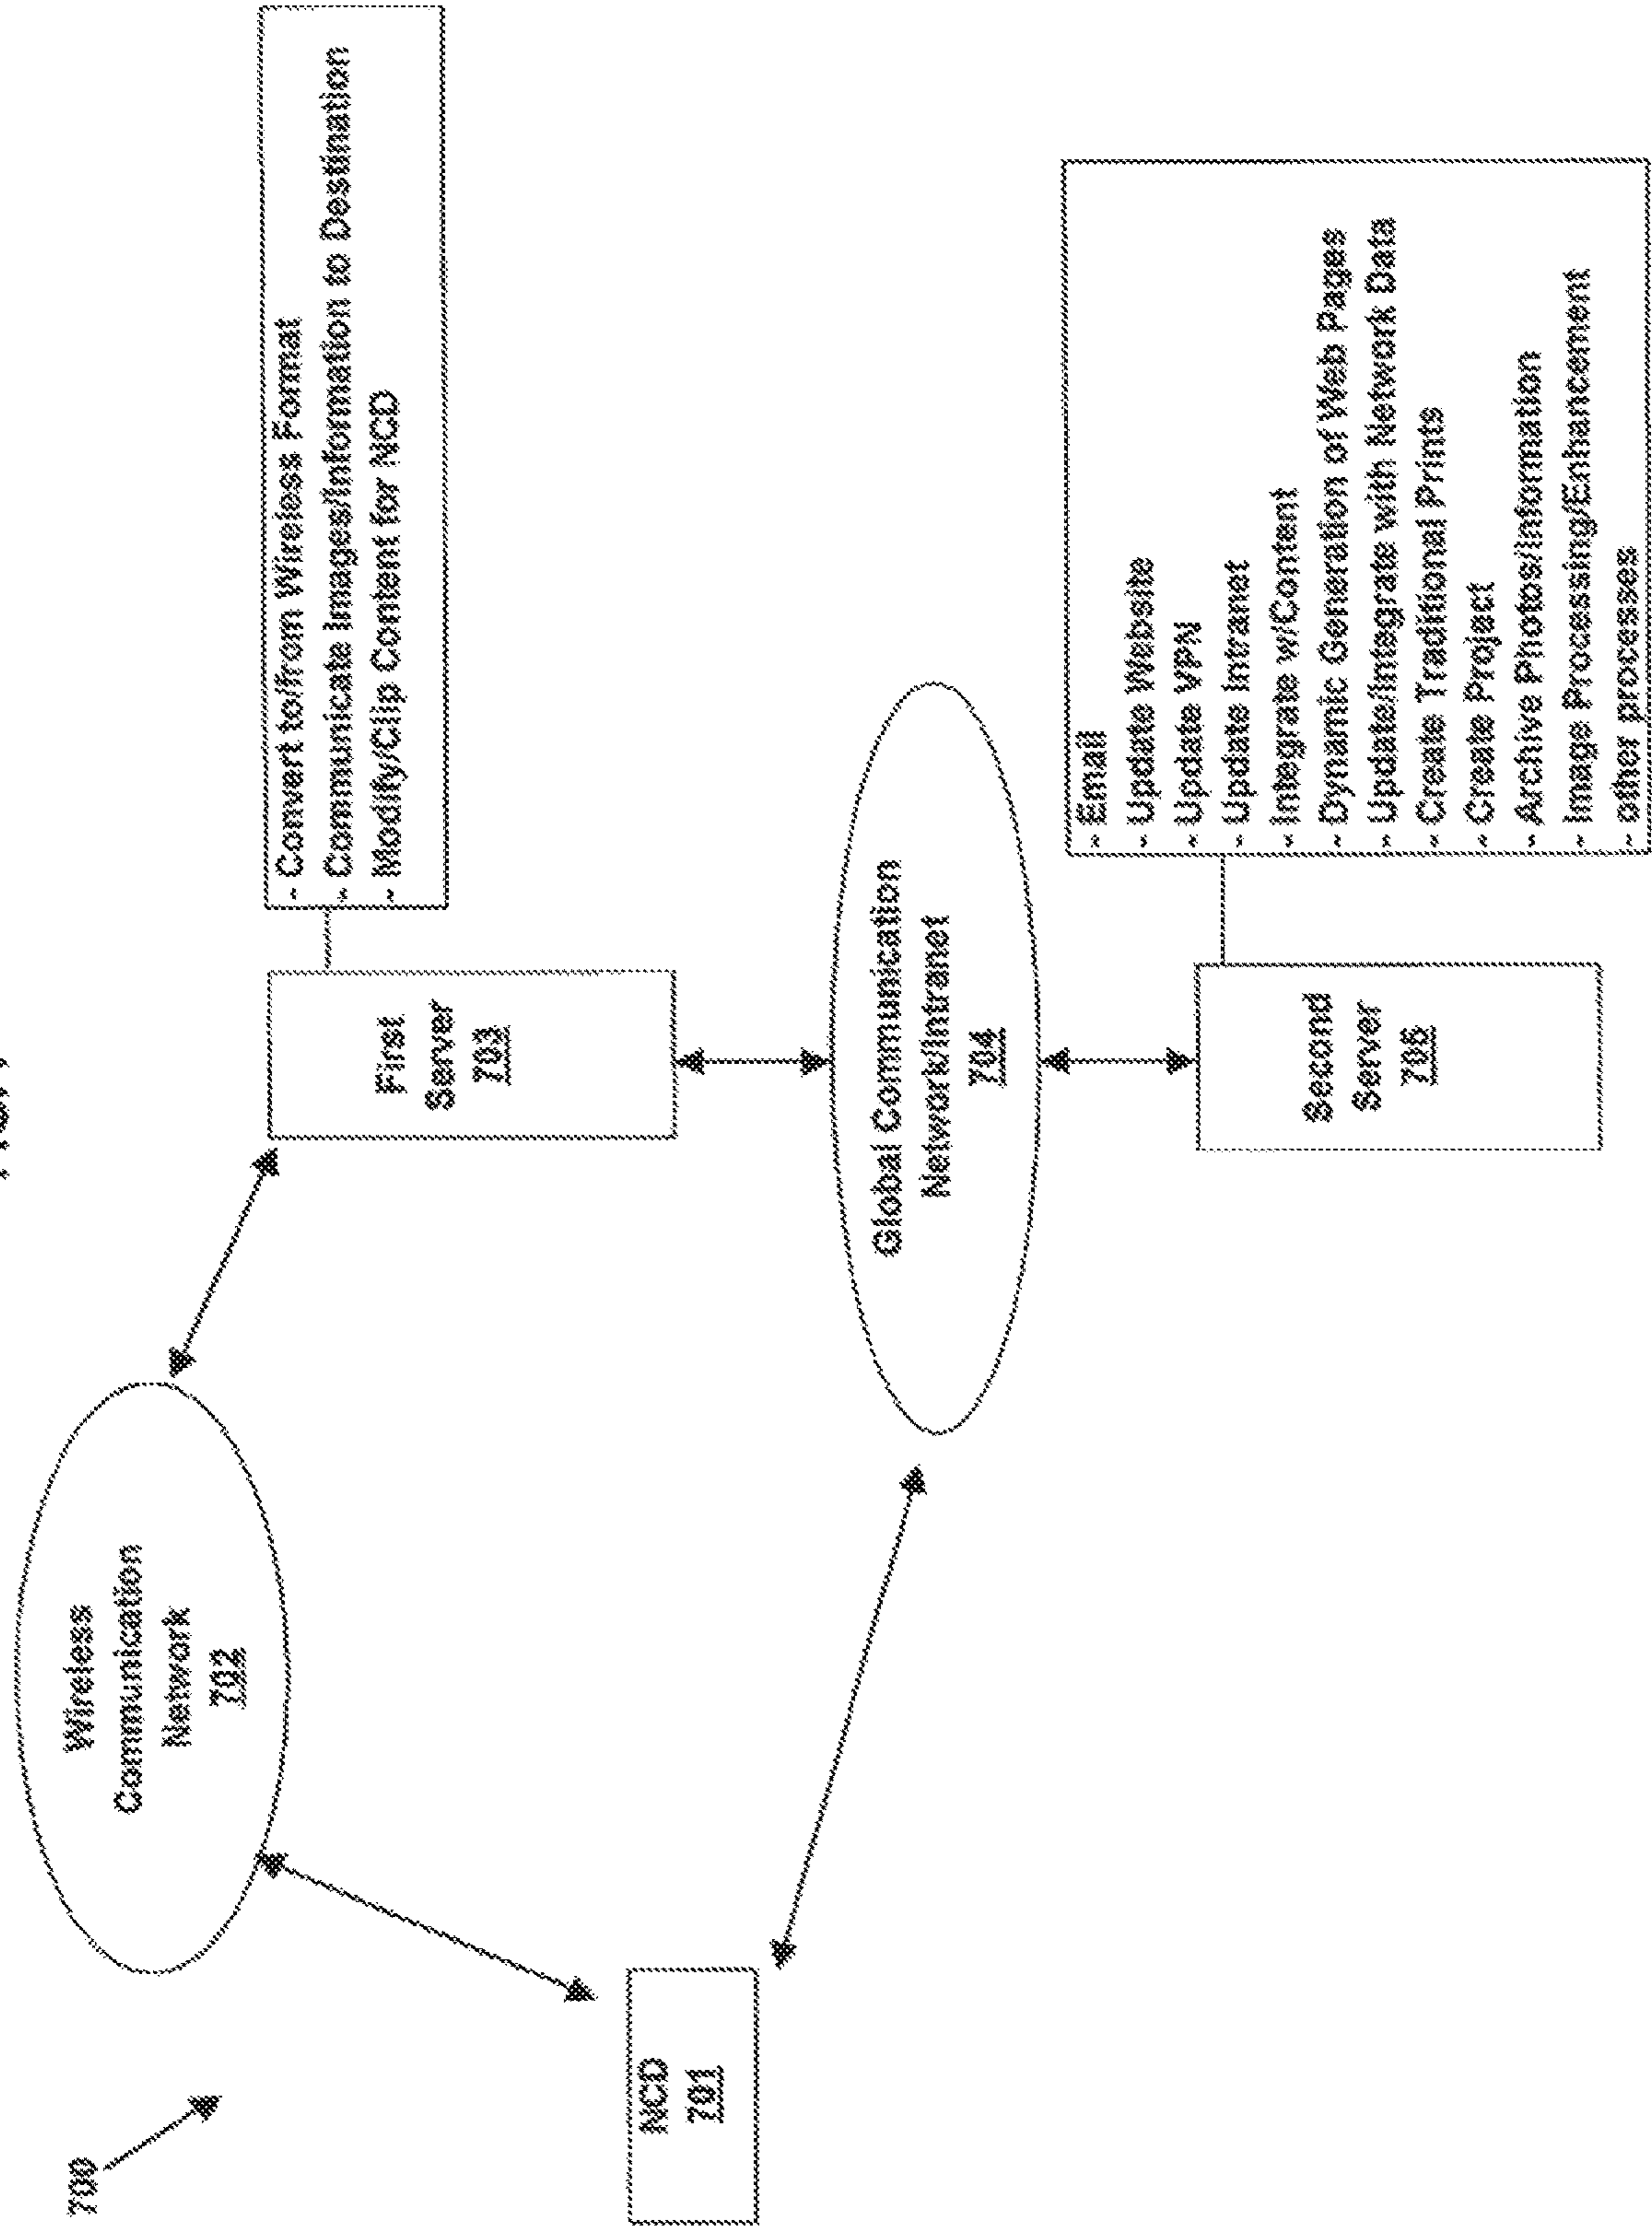 700
Wireless
Communication
Network
702
NCD
701
First
Server
703
- Convert to/from Wireless Format
- Communicate Images/Information to Destination
- Modify/Clip Content for NCD
Global Communication
Network/Intranet
704
Second
Server
705
- Email
- Update Website
- Update VPN
- Update Intranet
- Integrate w/Content
- Dynamic Generation of Web Pages
- Update/Integrate with Network Data
- Create Traditional Prints
- Create Project
- Archive Photos/Information
- Image Processing/Enhancement
- other processes